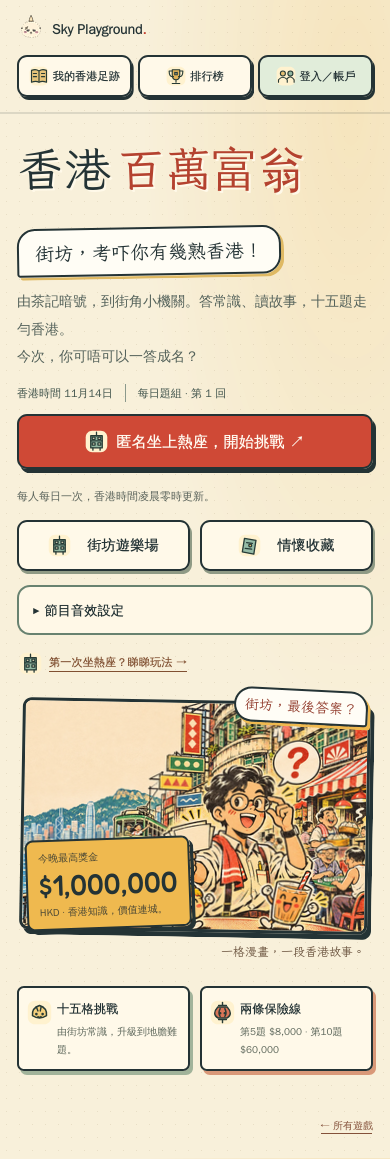 Sky Playground.
我的香港足跡
排行榜
登入／帳戶
香港百萬富翁
街坊，考吓你有幾熟香港！
由茶記暗號，到街角小機關。答常識、讀故事，十五題走
勻香港。
今次，你可唔可以一答成名？
香港時間 11月14日
每日題組 · 第 1 回
匿名坐上熱座，開始挑戰 ↗
每人每日一次，香港時間凌晨零時更新。
街坊遊樂場
情懷收藏
▸ 節目音效設定
第一次坐熱座？睇睇玩法 →
街坊，最後答案？
?
今晚最高獎金
$1,000,000
HKD · 香港知識，價值連城。
一格漫畫，一段香港故事。
十五格挑戰
由街坊常識，升級到地膽難
題。
兩條保險線
第5題 $8,000 · 第10題
$60,000
← 所有遊戲